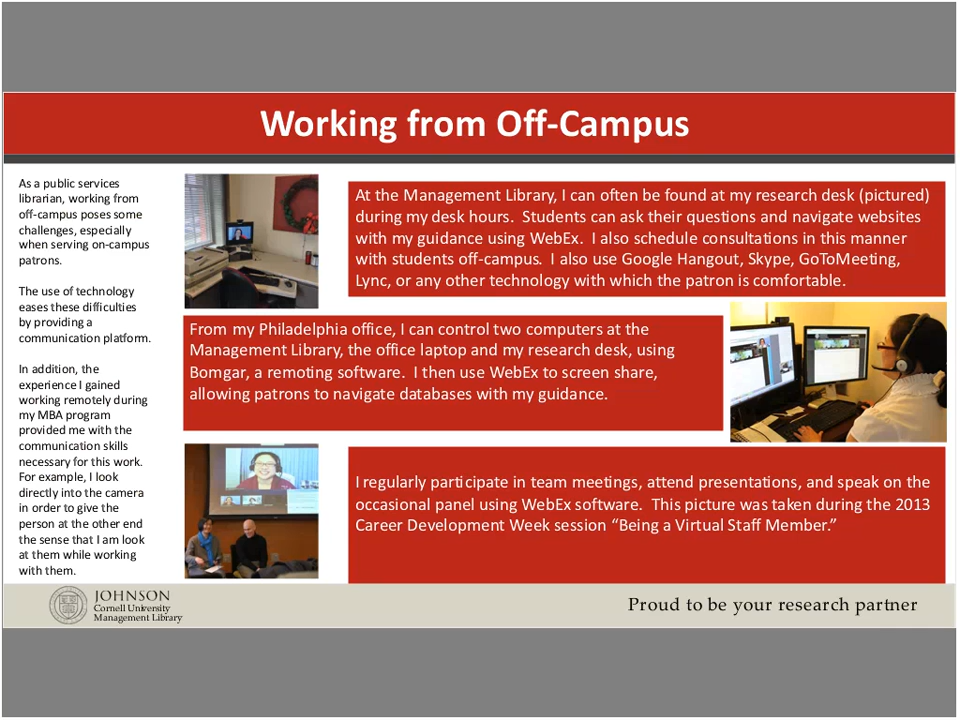 Working from Off-Campus
As a public services
librarian, working from
off-campus poses some
challenges, especially
when serving on-campus
patrons.
The use of technology
eases these difficulties
by providing a
communication platform.
In addition, the
experience I gained
working remotely during
my MBA program
provided me with the
communication skills
necessary for this work.
For example, I look
directly into the camera
in order to give the
person at the other end
the sense that I am look
at them while working
with them.
At the Management Library, I can often be found at my research desk (pictured)
during my desk hours. Students can ask their questions and navigate websites
with my guidance using WebEx. I also schedule consultations in this manner
with students off-campus. I also use Google Hangout, Skype, GoToMeeting,
Lync, or any other technology with which the patron is comfortable.
From my Philadelphia office, I can control two computers at the
Management Library, the office laptop and my research desk, using
Bomgar, a remoting software. I then use WebEx to screen share,
allowing patrons to navigate databases with my guidance.
I regularly participate in team meetings, attend presentations, and speak on the
occasional panel using WebEx software. This picture was taken during the 2013
Career Development Week session “Being a Virtual Staff Member.”
JOHNSON
Cornell University
Management Library
Proud to be your research partner